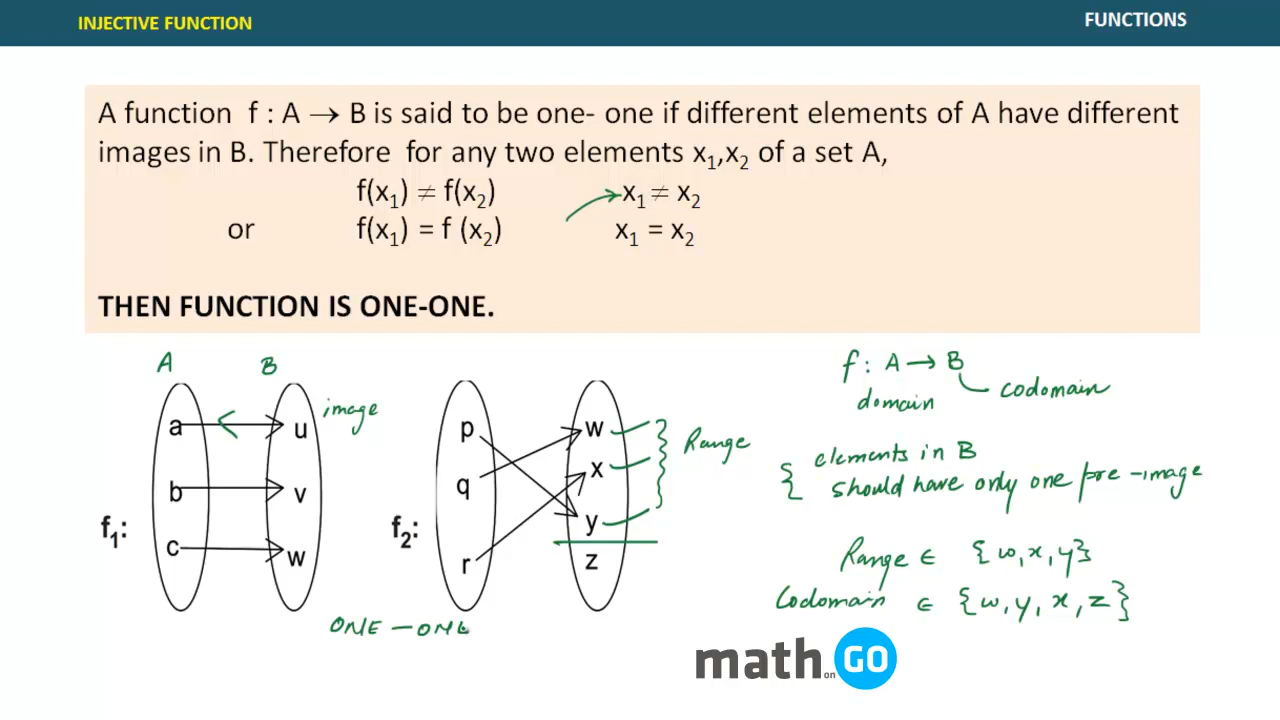 INJECTIVE FUNCTION
FUNCTIONS
A function f : A → B is said to be one- one if different elements of A have different
images in B. Therefore for any two elements x₁,x₂ of a set A,
f(x₁) ≠ f(x₂) x₁ ≠ x₂
or f(x₁) = f (x₂) x₁ = x₂
THEN FUNCTION IS ONE-ONE.
A B
image
a u
b v
c w
f₁:
p w
q x
r y
z
f₂:
Range
ONE - ONE
f : A → B
domain codomain
elements in B
should have only one pre-image
Range ∈ {w, x, y}
Codomain ∈ {w, y, x, z}
math on GO